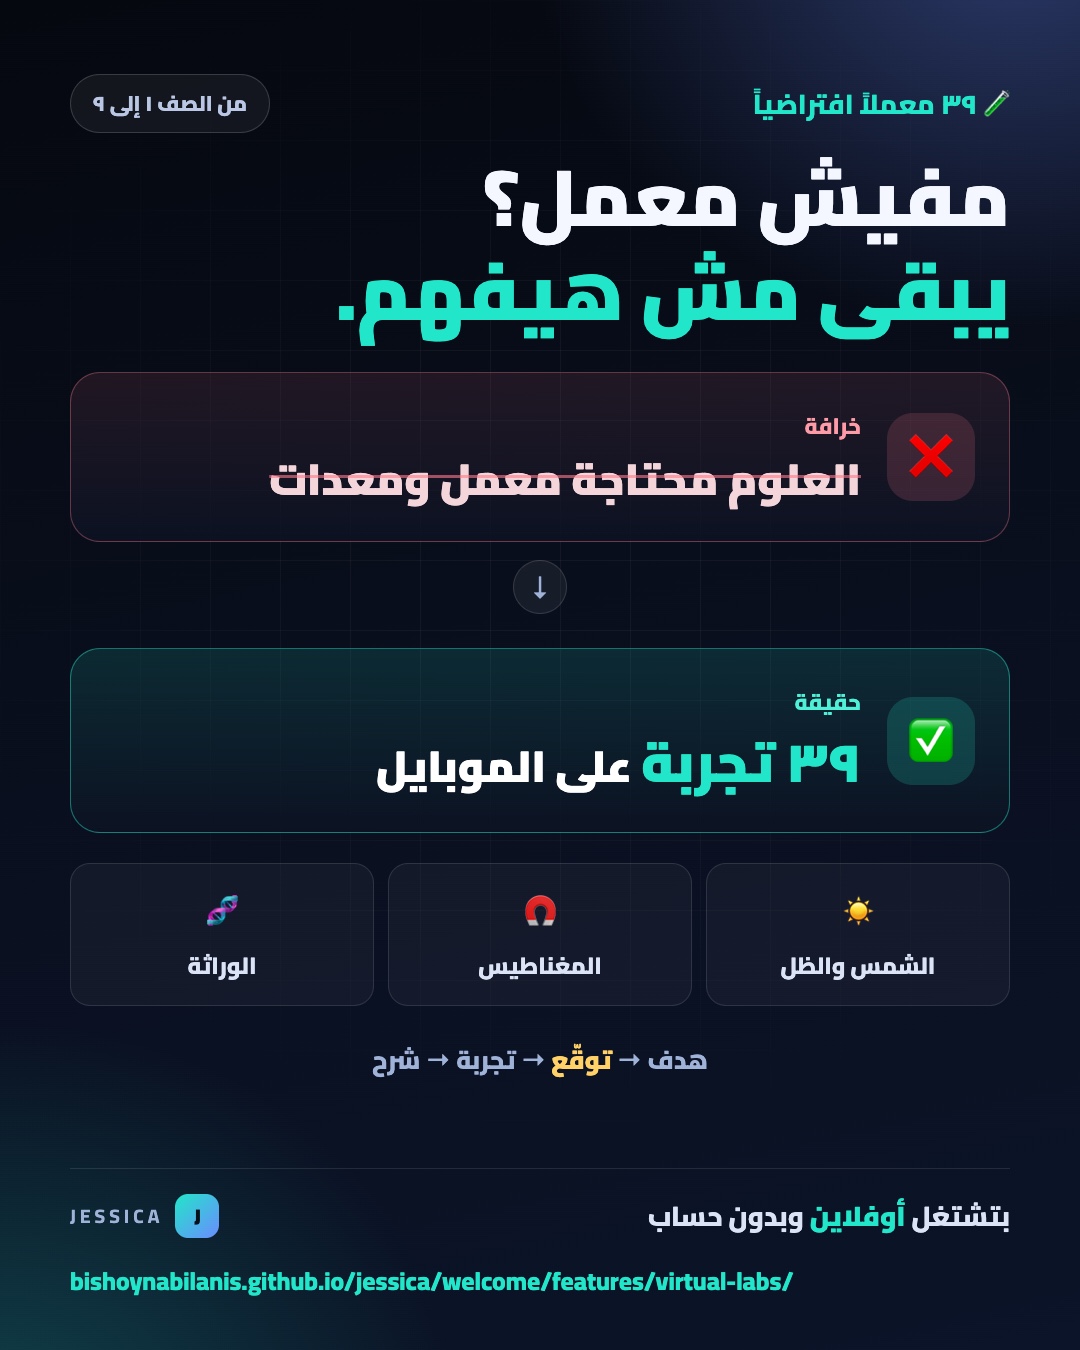 ٣٩ معملاً افتراضياً
من الصف ١ إلى ٩
مفيش معمل؟
يبقى مش هيفهم.
خرافة
العلوم محتاجة معمل ومعدات
↓
حقيقة
٣٩ تجربة على الموبايل
الشمس والظل
المغناطيس
الوراثة
هدف → توقّع → تجربة → شرح
بتشتغل أوفلاين وبدون حساب
J JESSICA
bishoynabilanis.github.io/jessica/welcome/features/virtual-labs/